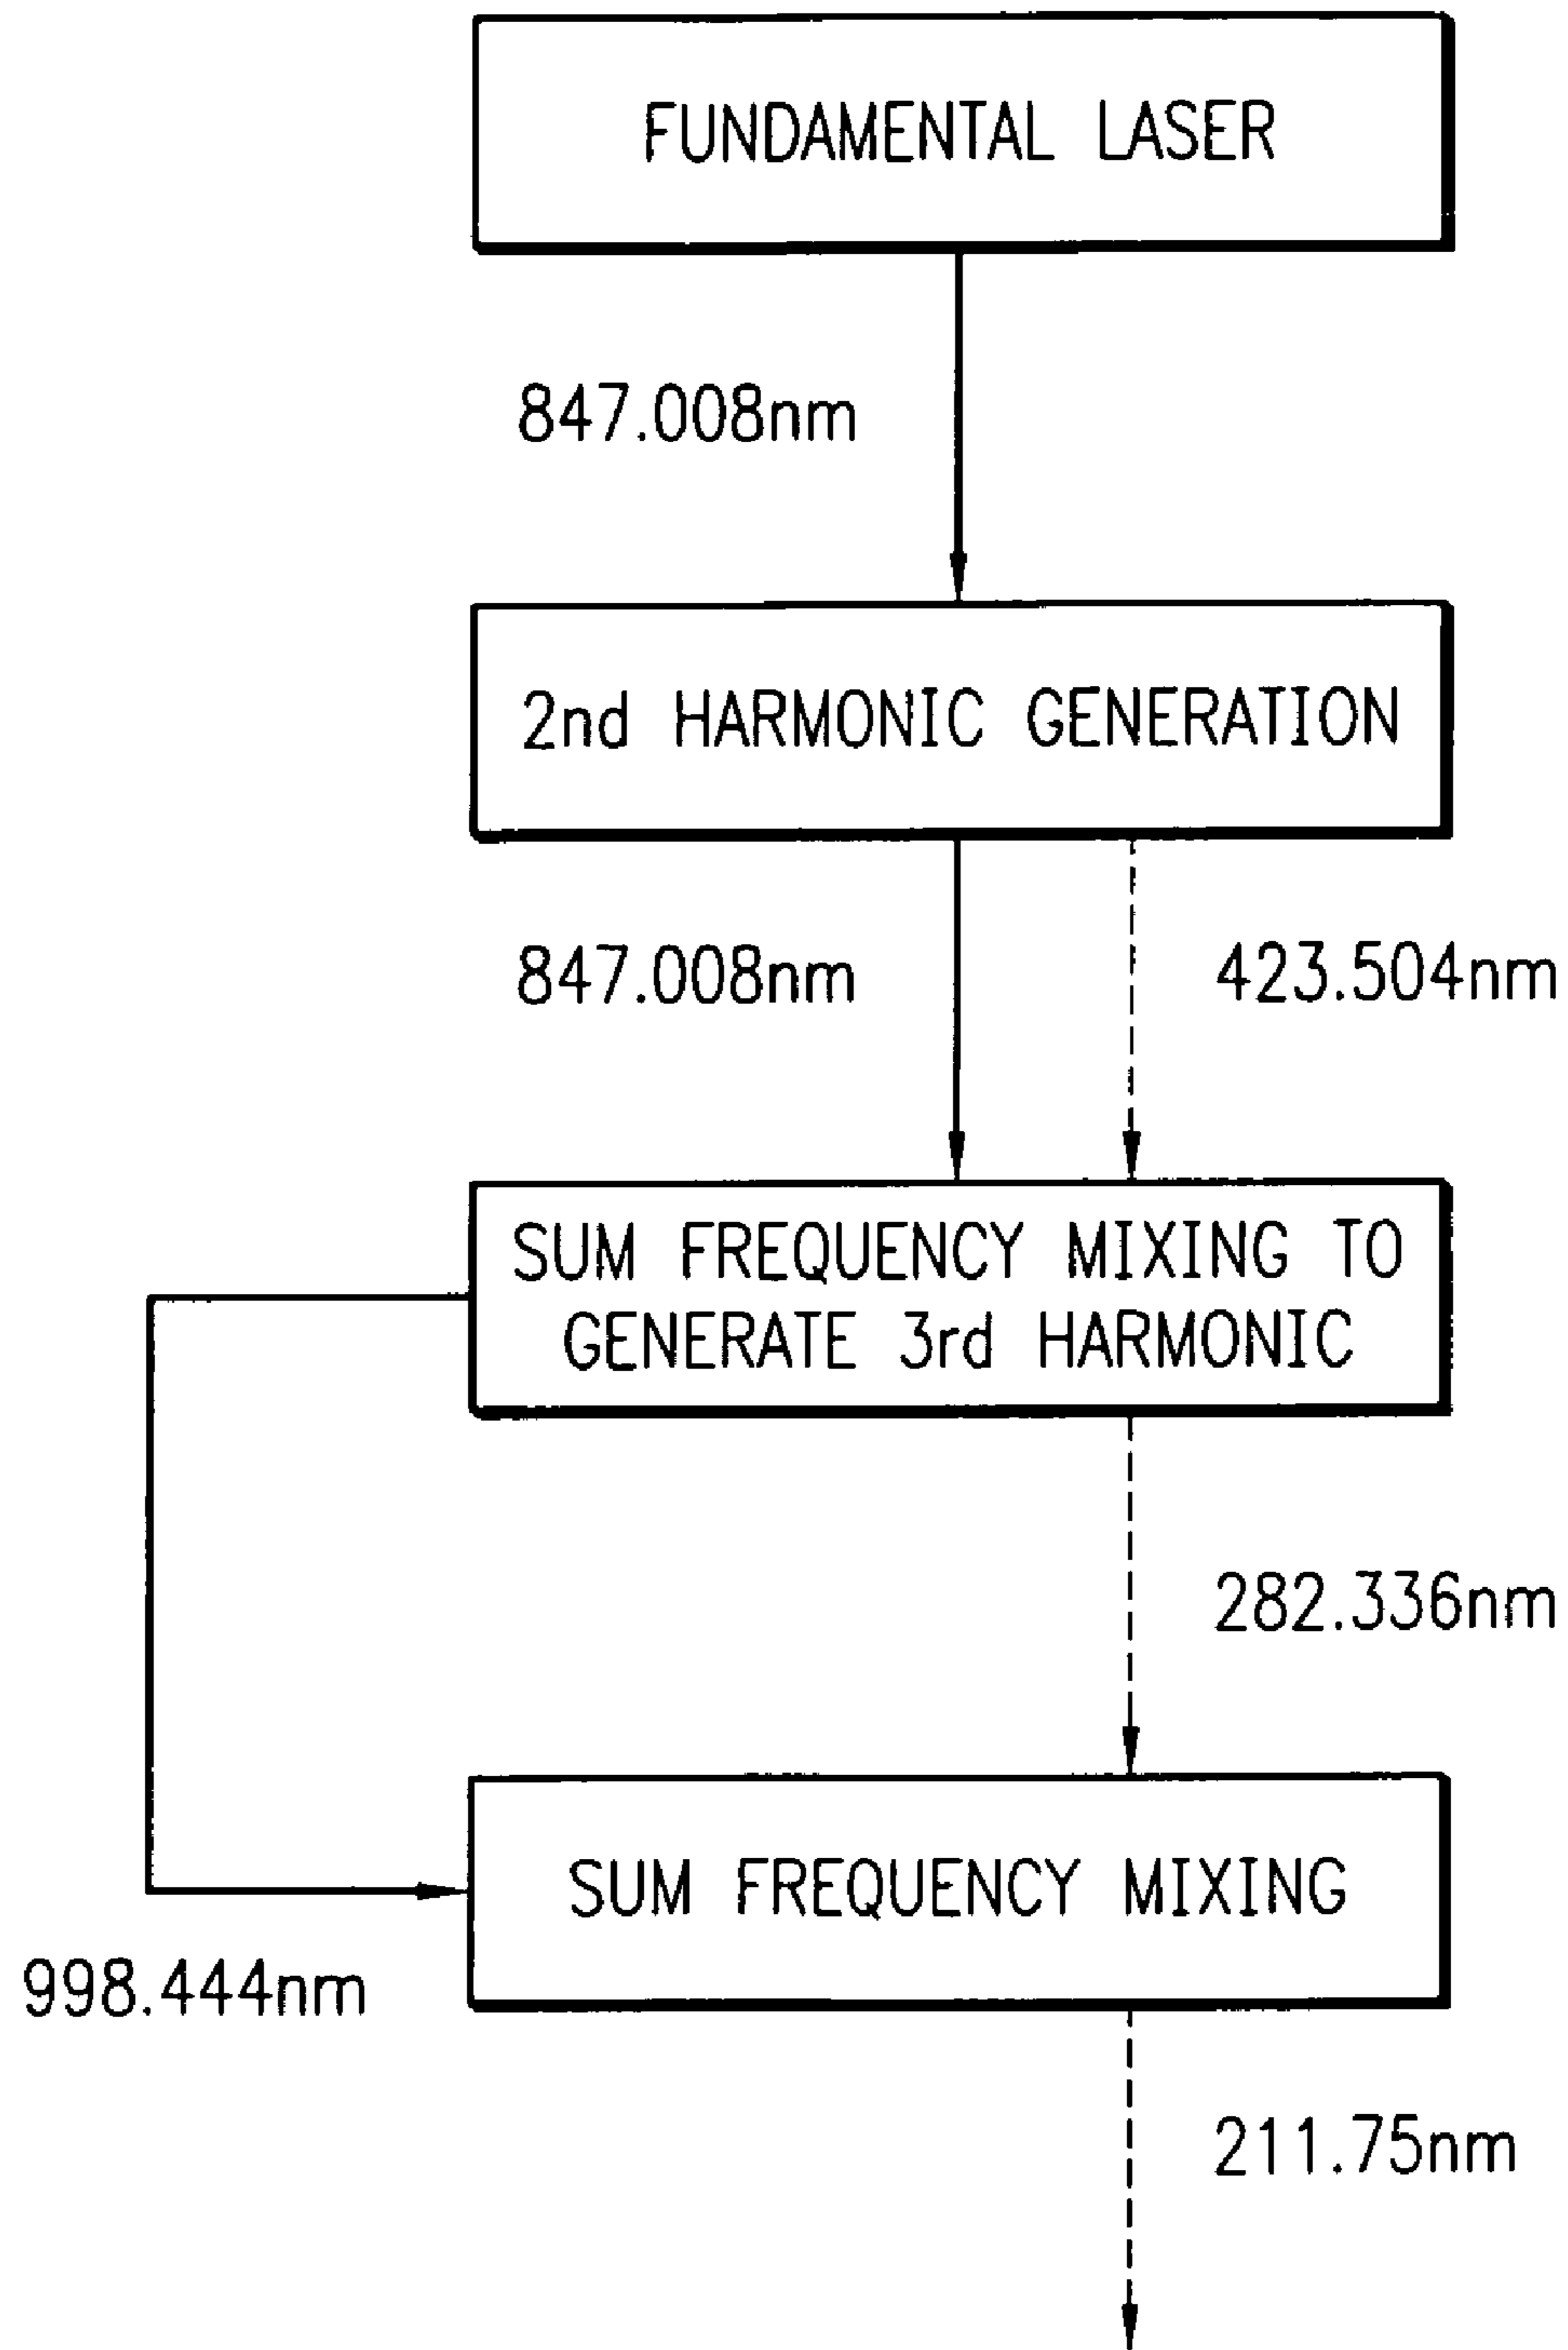 FUNDAMENTAL LASER
847.008nm
2nd HARMONIC GENERATION
847.008nm
423.504nm
SUM FREQUENCY MIXING TO
GENERATE 3rd HARMONIC
282.336nm
SUM FREQUENCY MIXING
998.444nm
211.75nm